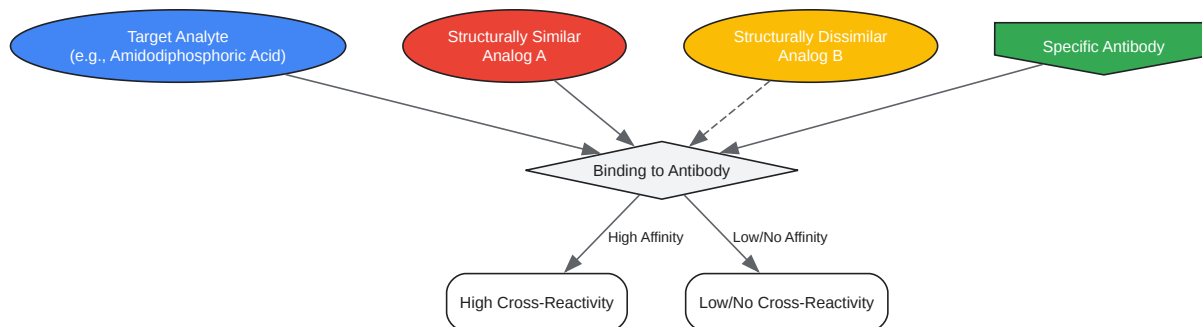 Target Analyte
(e.g., Amidodiphosphoric Acid)
Structurally Similar
Analog A
Structurally Dissimilar
Analog B
Specific Antibody
Binding to Antibody
High Affinity
Low/No Affinity
High Cross-Reactivity
Low/No Cross-Reactivity